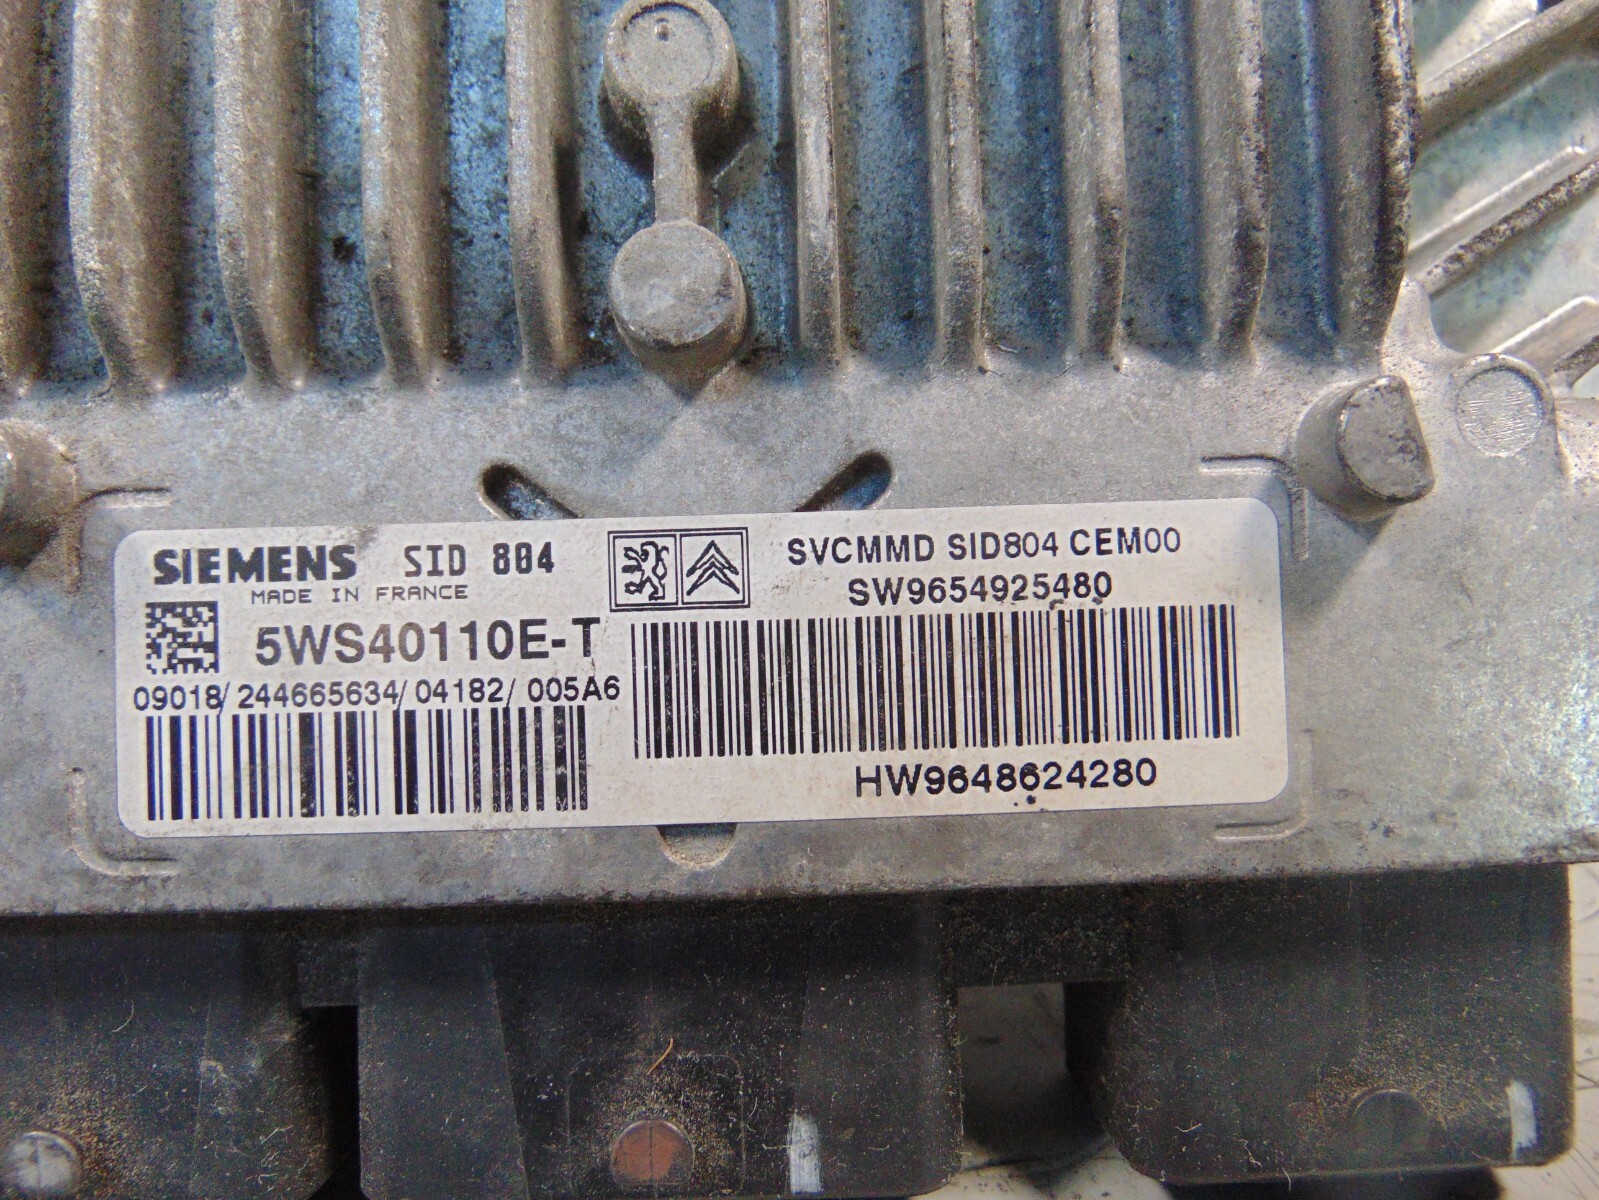 SIEMENS SID 804
MADE IN FRANCE
5WS40110E-T
09018/244665634/04182/005A6
SVCMMD SID804 CEM00
SW9654925480
HW9648624280